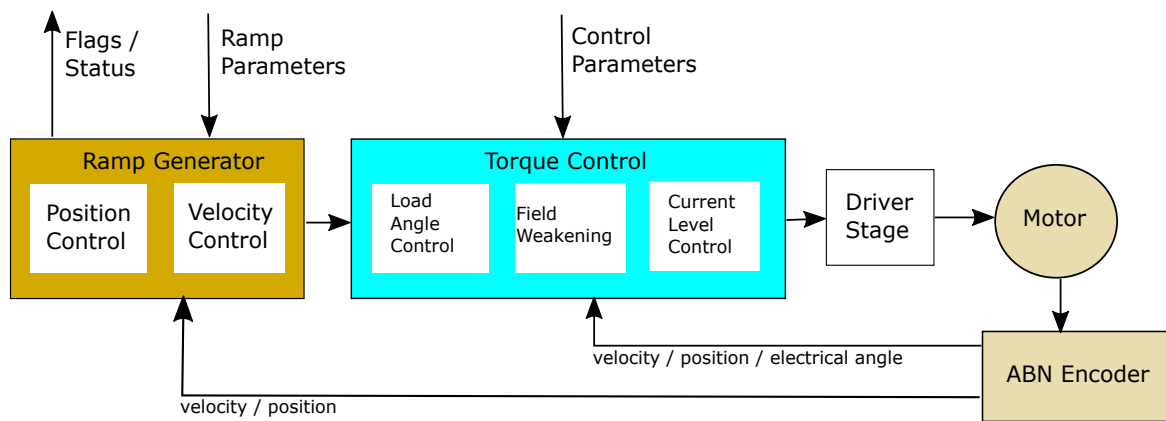 Flags /
Status
Ramp
Parameters
Control
Parameters
Ramp Generator
Position
Control
Velocity
Control
Torque Control
Load
Angle
Control
Field
Weakening
Current
Level
Control
Driver
Stage
Motor
velocity / position / electrical angle
ABN Encoder
velocity / position